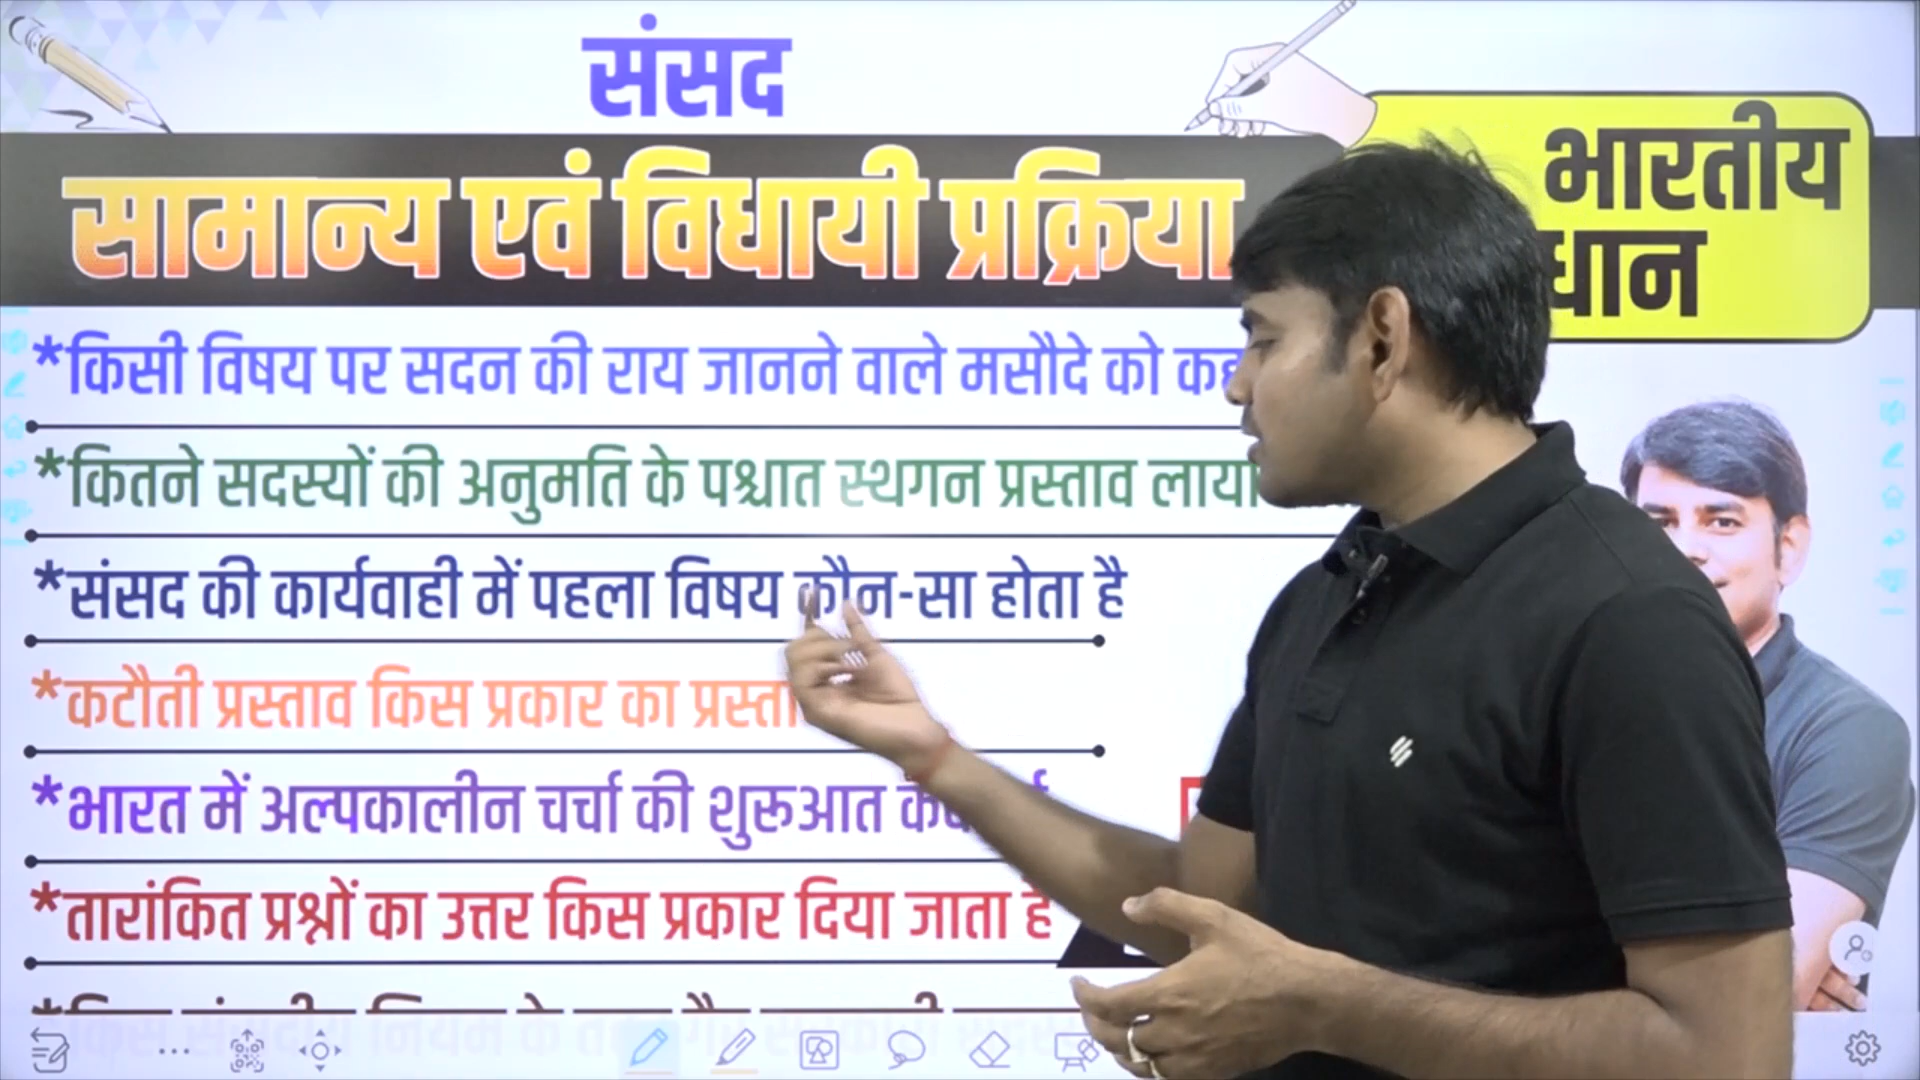 संसद
सामान्य एवं विधायी प्रक्रिया
भारतीय
*किसी विषय पर सदन की राय जानने वाले मसौदे को
*कितने सदस्यों की अनुमति के पश्चात स्थगन प्रस्ताव लाया
*संसद की कार्यवाही में पहला विषय कौन-सा होता है
*कटौती प्रस्ताव किस प्रकार का
*भारत में अल्पकालीन चर्चा की शुरूआत
*तारांकित प्रश्नों का उत्तर किस प्रकार दिया जाता है